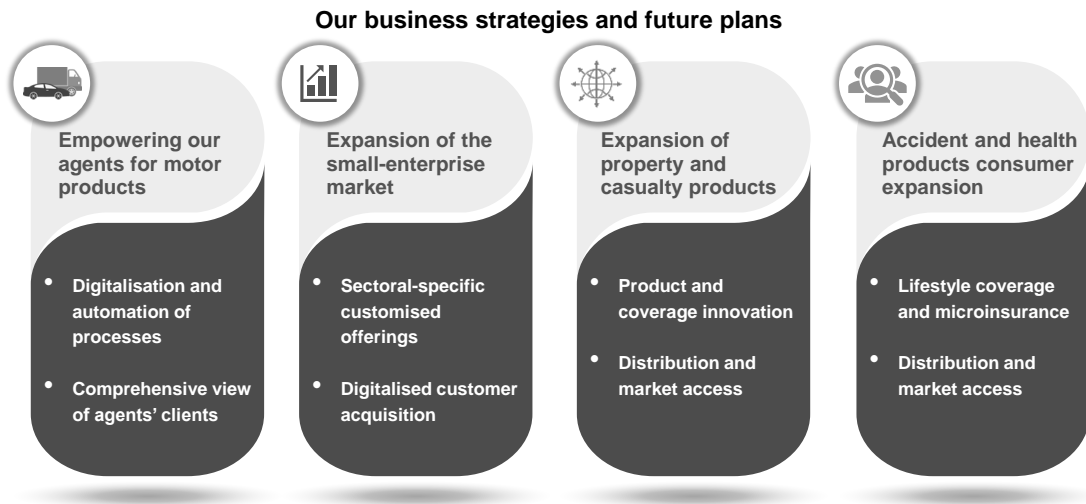 Our business strategies and future plans
Empowering our
agents for motor
products
• Digitalisation and
automation of
processes
• Comprehensive view
of agents’ clients
Expansion of the
small-enterprise
market
• Sectoral-specific
customised
offerings
• Digitalised customer
acquisition
Expansion of
property and
casualty products
• Product and
coverage innovation
• Distribution and
market access
Accident and health
products consumer
expansion
• Lifestyle coverage
and microinsurance
• Distribution and
market access